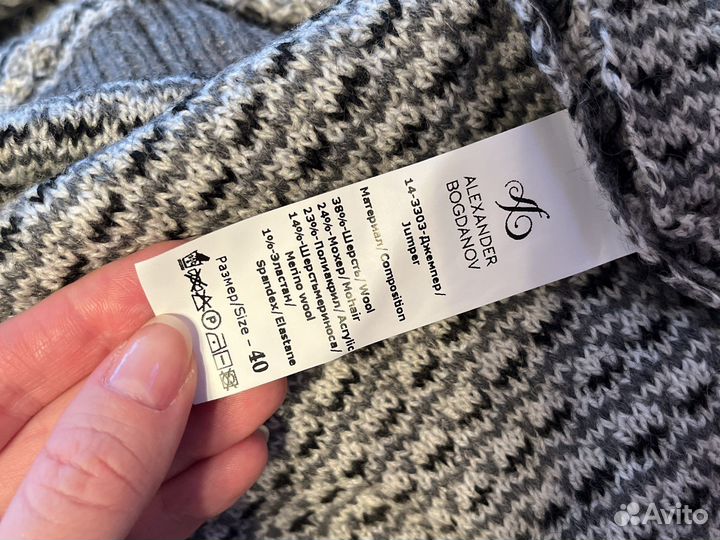 ALEXANDER
BOGDANOV
14-3303-Джемпер/
Jumper
Материал/Composition
38%-Шерсть/Wool
24%-Мохер/Mohair
23%-Полиакрил/Acrylic
14%-Шерстьмериноса/
Merino wool
1%-Эластан/
Spandex/Elastane
Размер/Size - 40
P
Avito